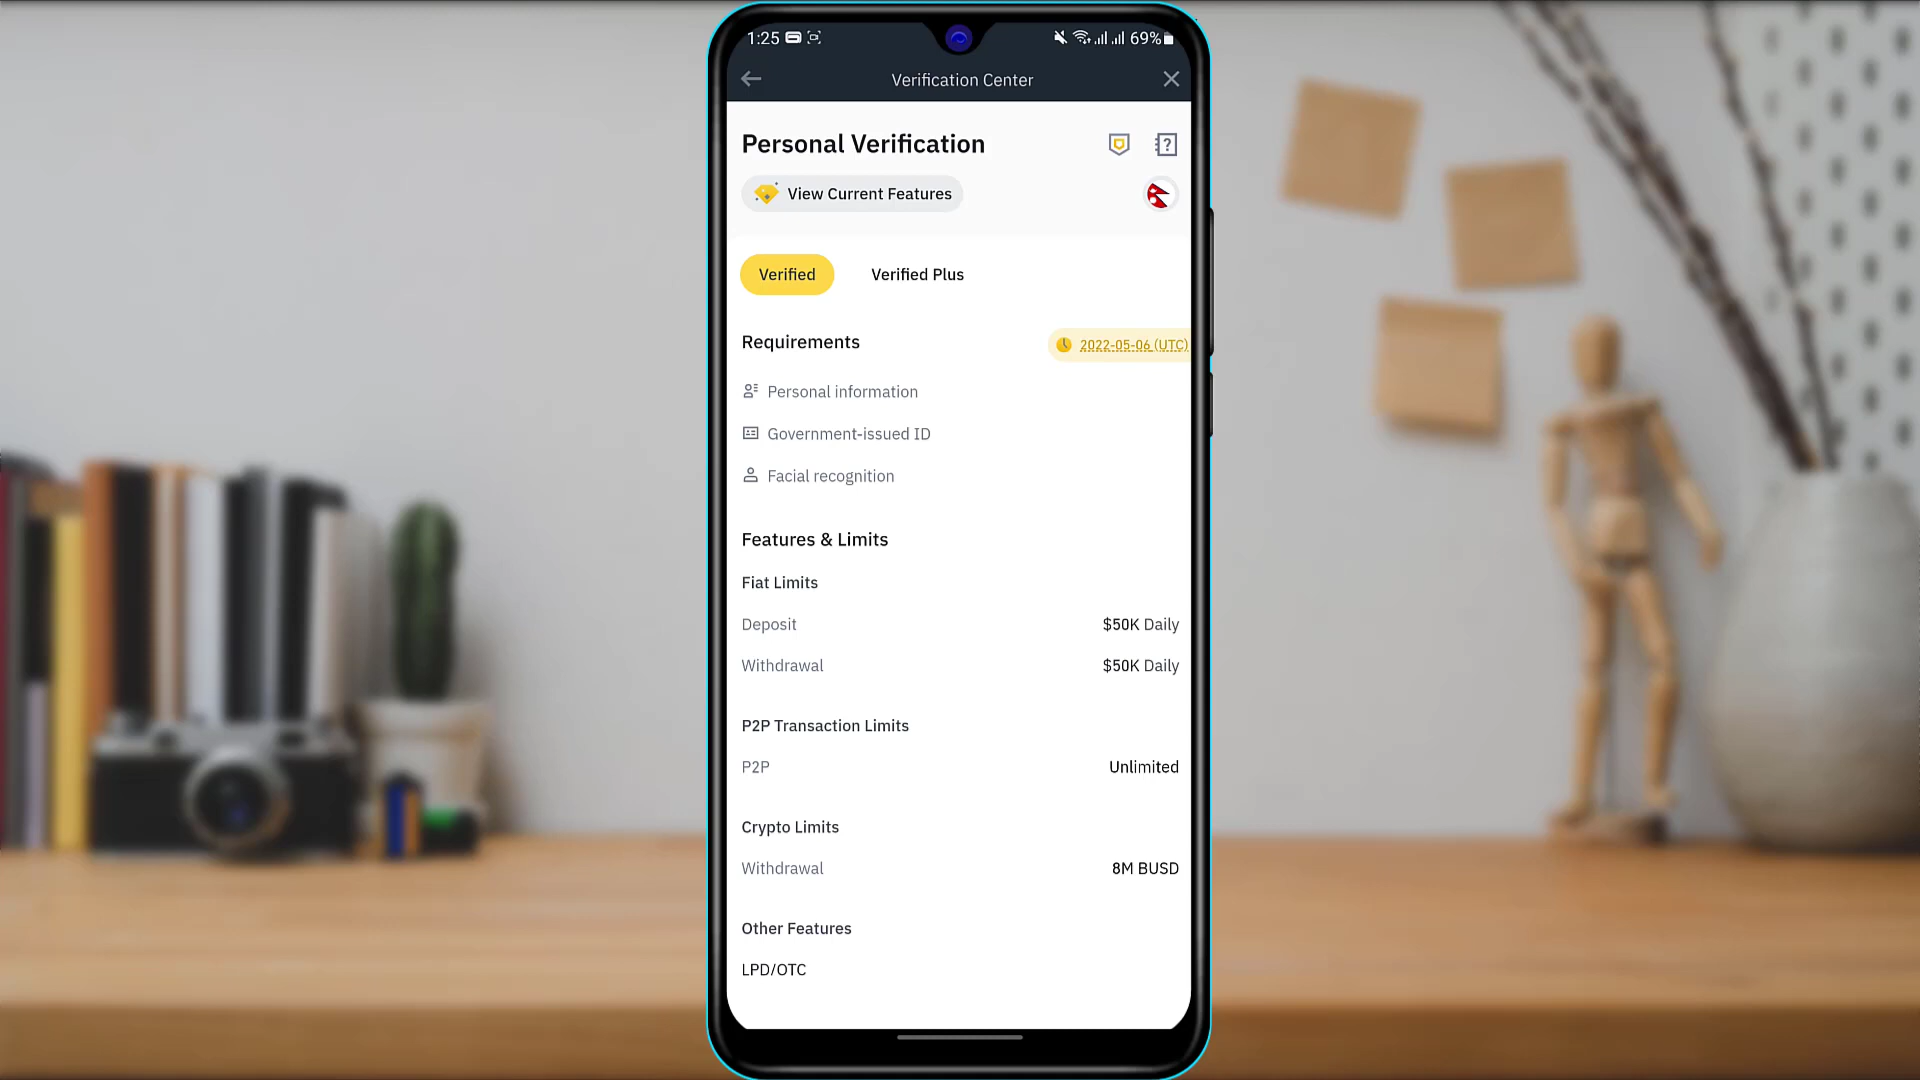 1:25 69%
Verification Center
Personal Verification
View Current Features
Verified Verified Plus
Requirements 2022-05-06 (UTC)
Personal information
Government-issued ID
Facial recognition
Features & Limits
Fiat Limits
Deposit $50K Daily
Withdrawal $50K Daily
P2P Transaction Limits
P2P Unlimited
Crypto Limits
Withdrawal 8M BUSD
Other Features
LPD/OTC